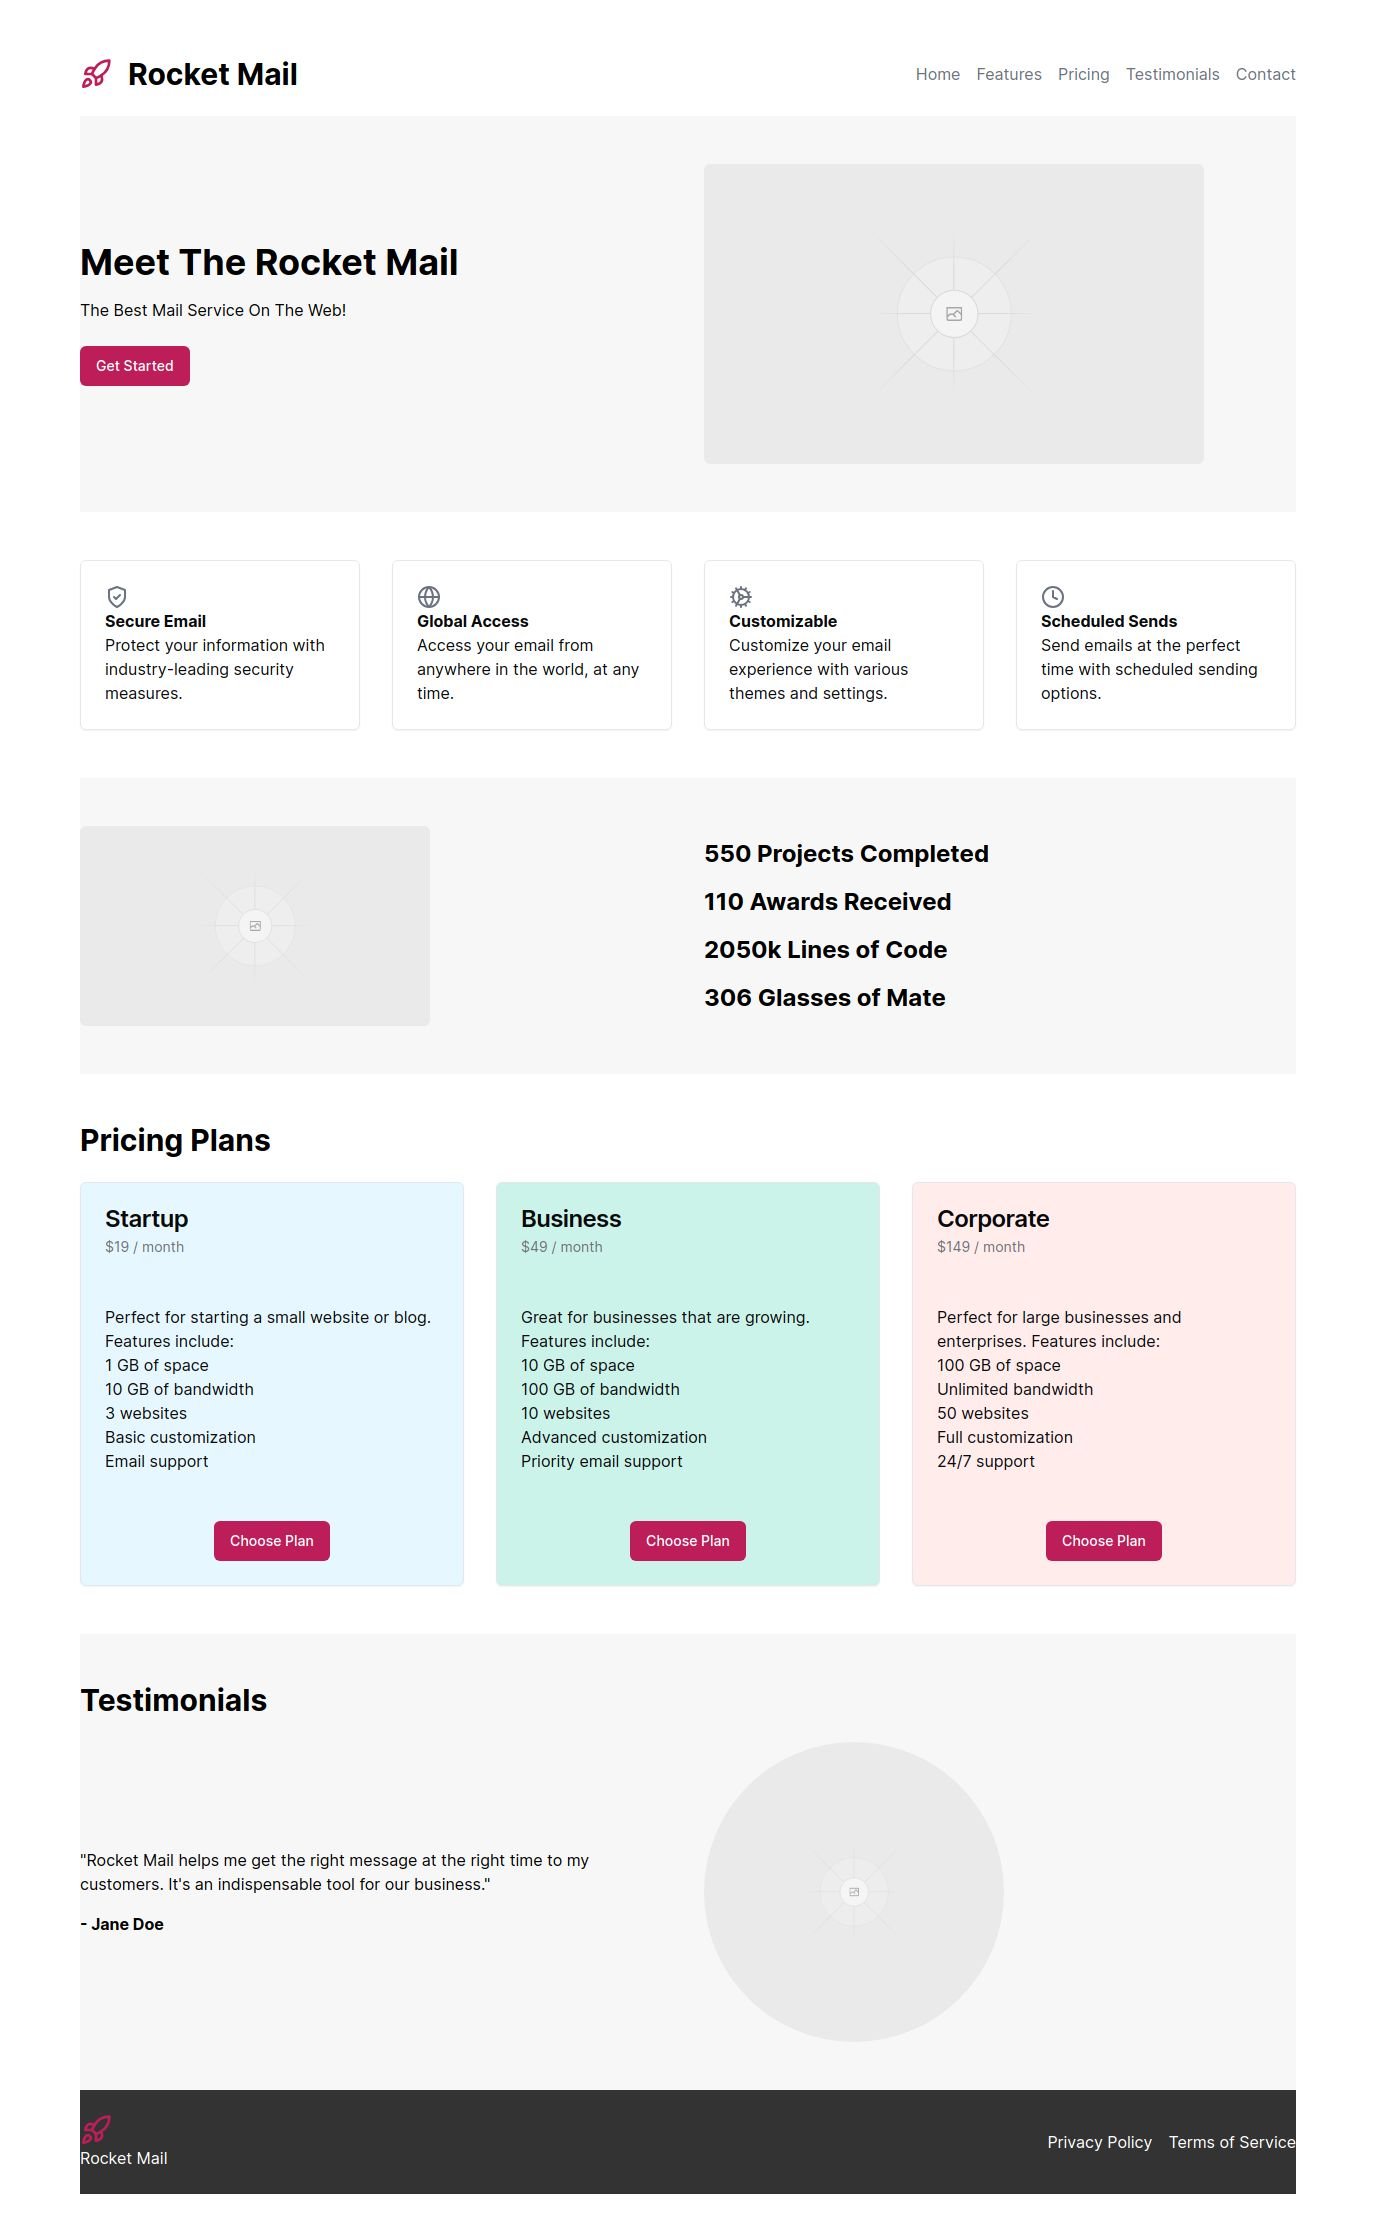 Rocket Mail
Home Features Pricing Testimonials Contact
Meet The Rocket Mail
The Best Mail Service On The Web!
Get Started
Secure Email
Protect your information with
industry-leading security
measures.
Global Access
Access your email from
anywhere in the world, at any
time.
Customizable
Customize your email
experience with various
themes and settings.
Scheduled Sends
Send emails at the perfect
time with scheduled sending
options.
550 Projects Completed
110 Awards Received
2050k Lines of Code
306 Glasses of Mate
Pricing Plans
Startup
$19 / month
Perfect for starting a small website or blog.
Features include:
1 GB of space
10 GB of bandwidth
3 websites
Basic customization
Email support
Choose Plan
Business
$49 / month
Great for businesses that are growing.
Features include:
10 GB of space
100 GB of bandwidth
10 websites
Advanced customization
Priority email support
Choose Plan
Corporate
$149 / month
Perfect for large businesses and
enterprises. Features include:
100 GB of space
Unlimited bandwidth
50 websites
Full customization
24/7 support
Choose Plan
Testimonials
"Rocket Mail helps me get the right message at the right time to my
customers. It's an indispensable tool for our business."
- Jane Doe
Rocket Mail
Privacy Policy Terms of Service